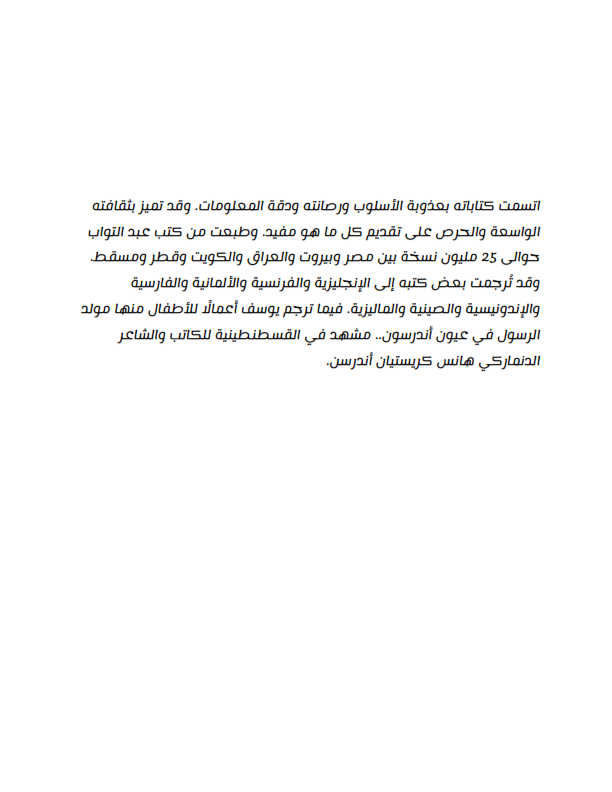 اتسمت كتاباته بعذوبة الأسلوب ورصانته ودقة المعلومات. وقد تميز بثقافته
الواسعة والحرص على تقديم كل ما هو مفيد. وطبعت من كتب عبد التواب
حوالى 25 مليون نسخة بين مصر وبيروت والعراق والكويت وقطر ومسقط.
وقد تُرجمت بعض كتبه إلى الإنجليزية والفرنسية والألمانية والفارسية
والإندونيسية والصينية والماليزية. فيما ترجم يوسف أعمالًا للأطفال منها مولد
الرسول في عيون أندرسون.. مشهد في القسطنطينية للكاتب والشاعر
الدنماركي هانس كريستيان أندرسن.